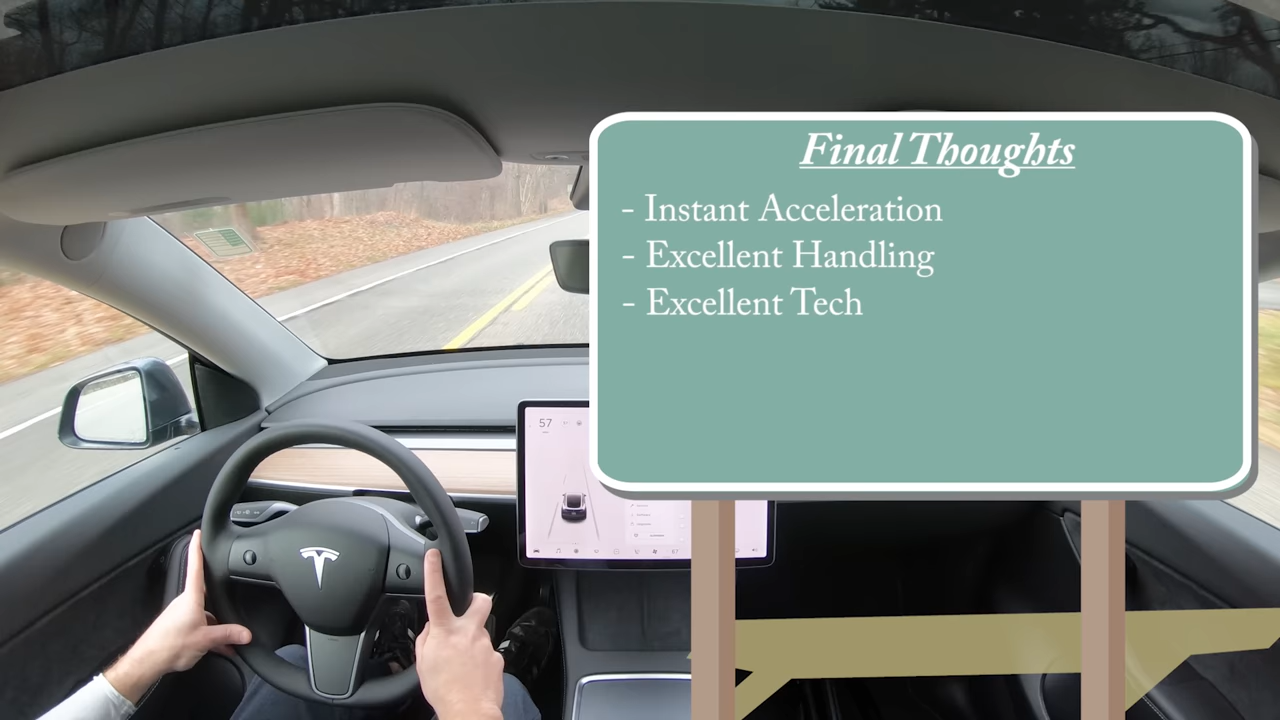 Final Thoughts
- Instant Acceleration
- Excellent Handling
- Excellent Tech
57